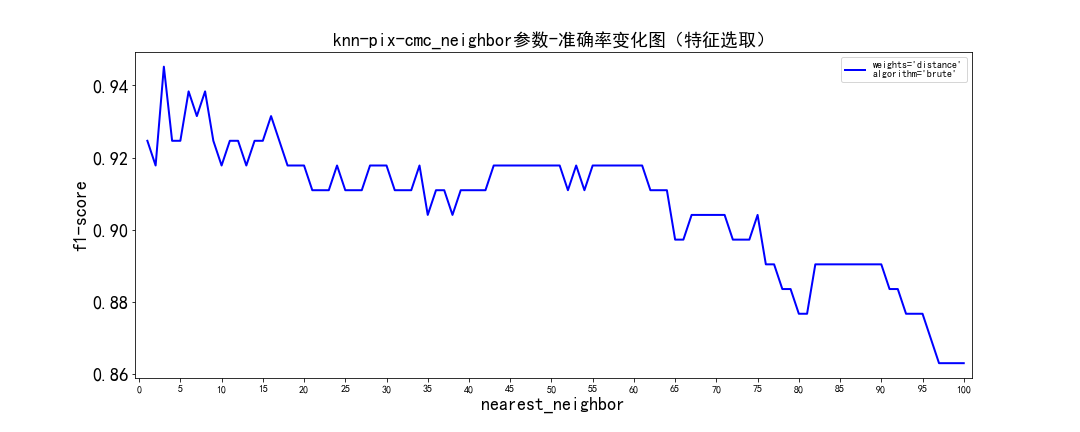 knn-pix-cmc_neighbor参数-准确率变化图（特征选取）
weights='distance'
algorithm='brute'
f1-score
0.94
0.92
0.90
0.88
0.86
0 5 10 15 20 25 30 35 40 45 50 55 60 65 70 75 80 85 90 95 100
nearest_neighbor